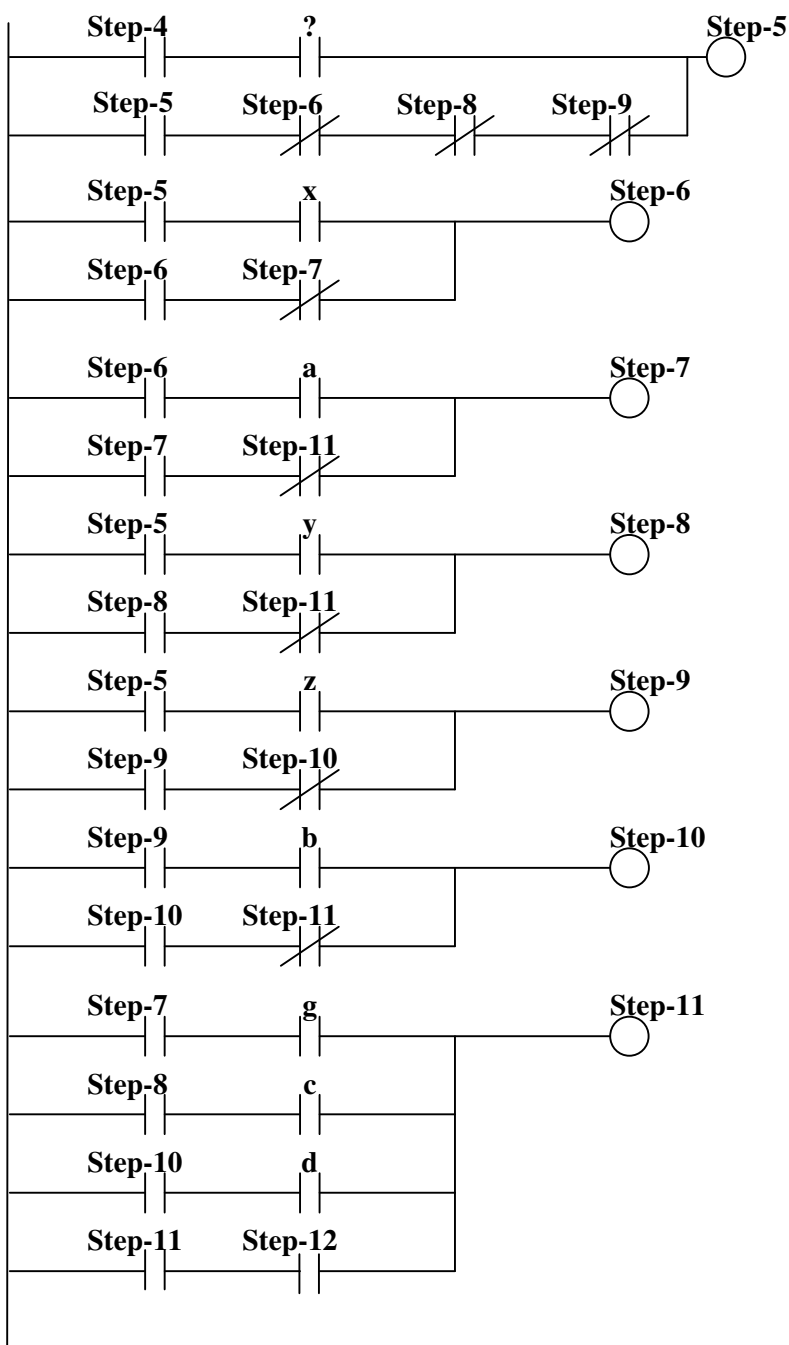 Step-4 ? Step-5
Step-5 Step-6 Step-8 Step-9
Step-5 x Step-6
Step-6 Step-7
Step-6 a Step-7
Step-7 Step-11
Step-5 y Step-8
Step-8 Step-11
Step-5 z Step-9
Step-9 Step-10
Step-9 b Step-10
Step-10 Step-11
Step-7 g Step-11
Step-8 c
Step-10 d
Step-11 Step-12